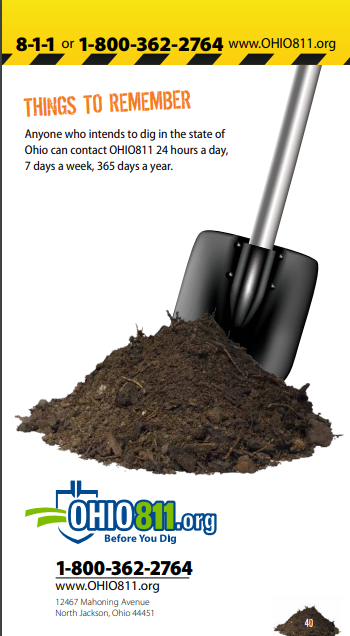 8-1-1 or 1-800-362-2764 www.OHIO811.org
THINGS TO REMEMBER
Anyone who intends to dig in the state of
Ohio can contact OHIO811 24 hours a day,
7 days a week, 365 days a year.
OHIO811.org
Before You Dig
1-800-362-2764
www.OHIO811.org
12467 Mahoning Avenue
North Jackson, Ohio 44451
40